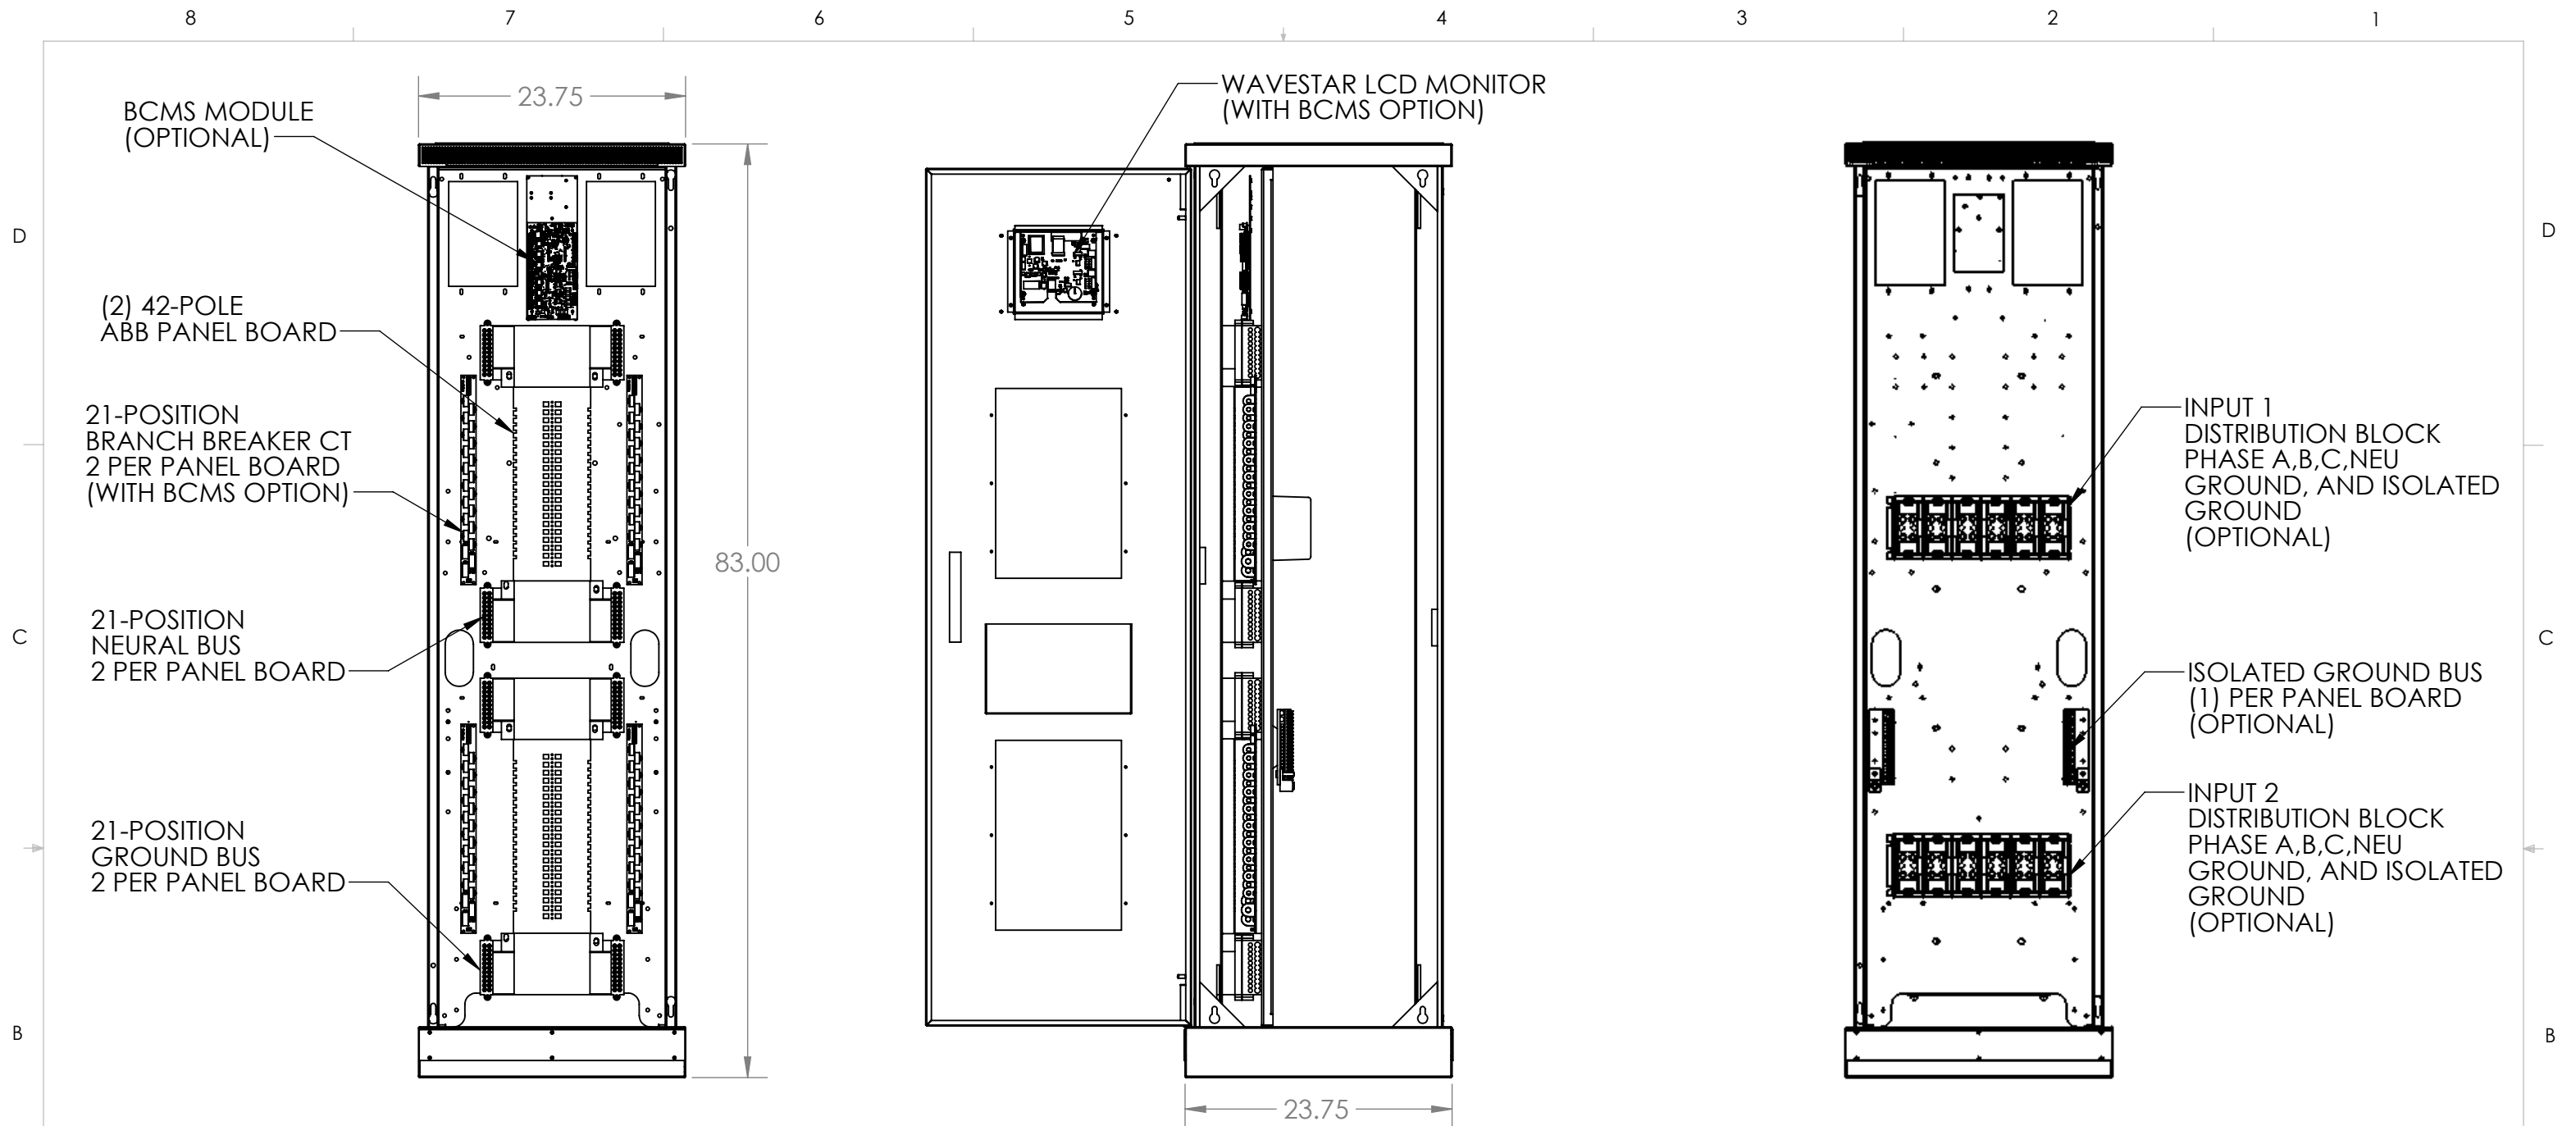 8 7 6 5 4 3 2 1
23.75
BCMS MODULE
(OPTIONAL)
WAVESTAR LCD MONITOR
(WITH BCMS OPTION)
D
D
(2) 42-POLE
ABB PANEL BOARD
21-POSITION
BRANCH BREAKER CT
2 PER PANEL BOARD
(WITH BCMS OPTION)
83.00
INPUT 1
DISTRIBUTION BLOCK
PHASE A,B,C,NEU
GROUND, AND ISOLATED
GROUND
(OPTIONAL)
C
C
21-POSITION
NEURAL BUS
2 PER PANEL BOARD
ISOLATED GROUND BUS
(1) PER PANEL BOARD
(OPTIONAL)
21-POSITION
GROUND BUS
2 PER PANEL BOARD
INPUT 2
DISTRIBUTION BLOCK
PHASE A,B,C,NEU
GROUND, AND ISOLATED
GROUND
(OPTIONAL)
B
B
23.75